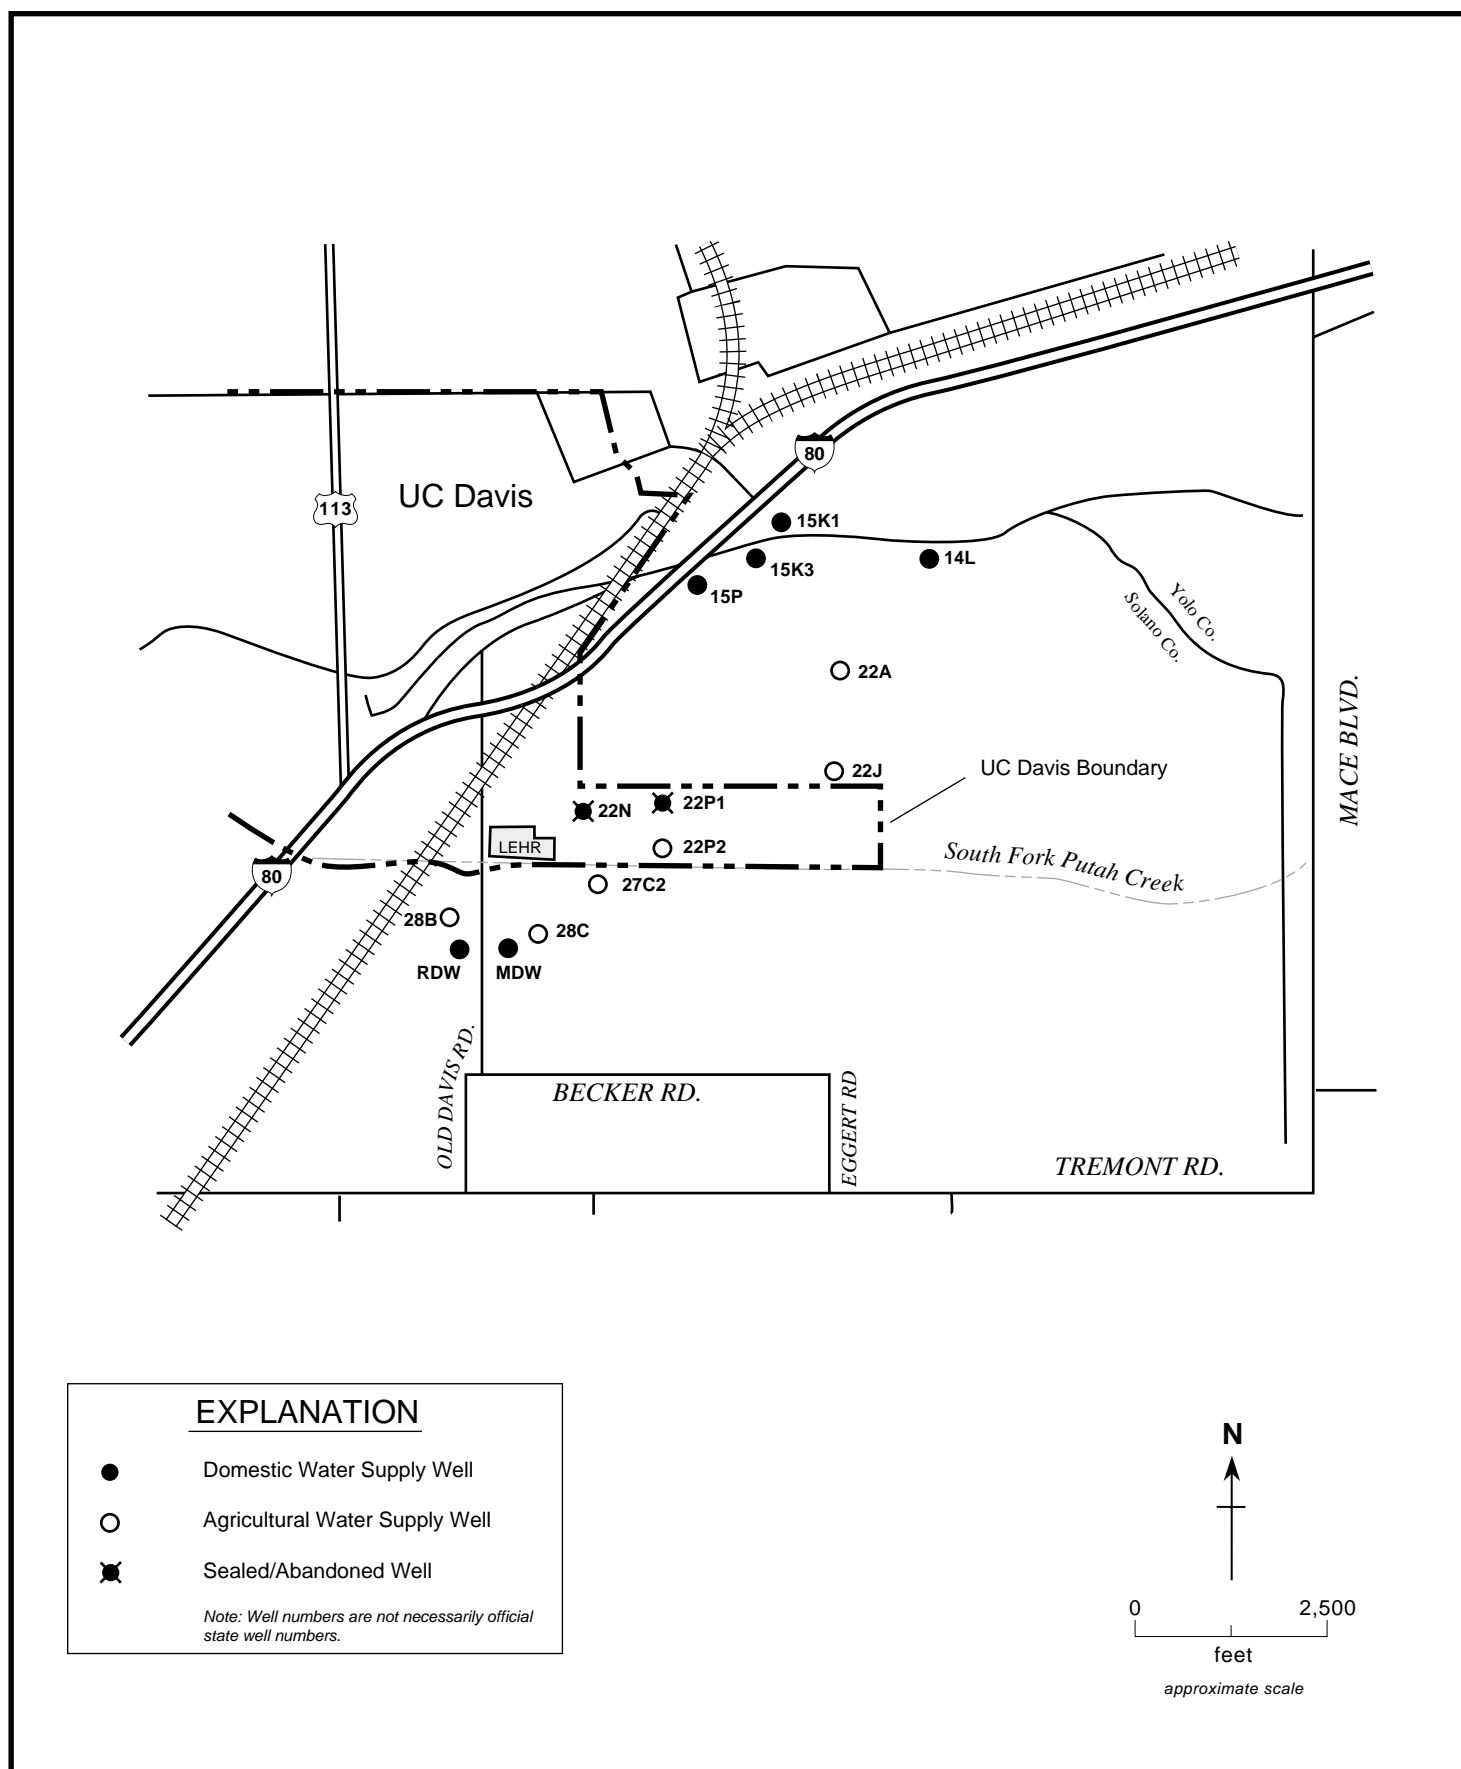 80
113
UC Davis
15K1
15K3
14L
15P
Yolo Co.
Solano Co.
22A
MACE BLVD.
22J
UC Davis Boundary
22N
22P1
LEHR
22P2
South Fork Putah Creek
80
27C2
28B
28C
RDW
MDW
OLD DAVIS RD.
BECKER RD.
EGGERT RD
TREMONT RD.
EXPLANATION
Domestic Water Supply Well
Agricultural Water Supply Well
Sealed/Abandoned Well
Note: Well numbers are not necessarily official
state well numbers.
N
0 2,500
feet
approximate scale